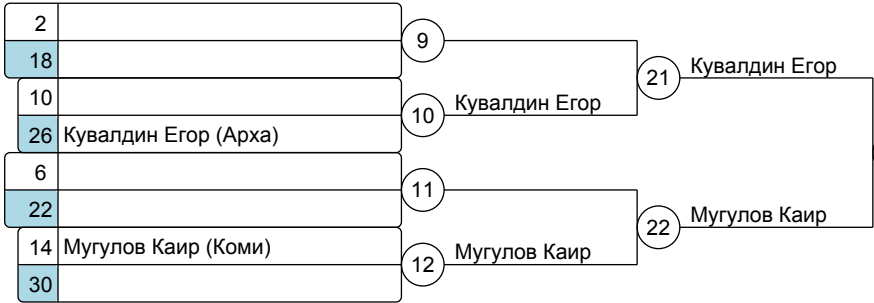 2
18
9
10
26 Кувалдин Егор (Арха)
10 Кувалдин Егор
21 Кувалдин Егор
6
22
11
14 Мугулов Каир (Коми)
30
12 Мугулов Каир
22 Мугулов Каир